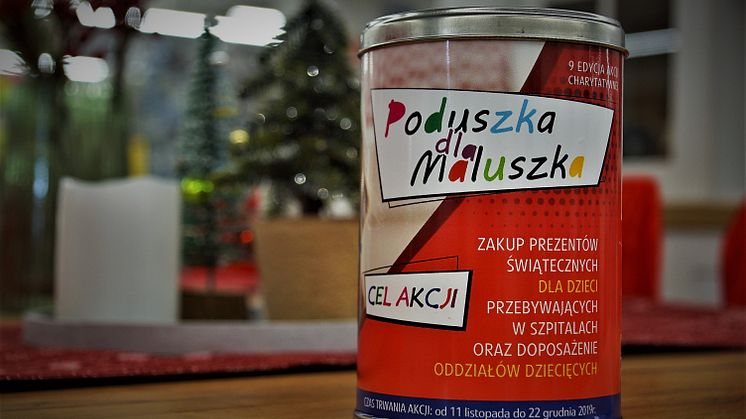 9 EDYCJA AKCJI
CHARYTATYWNEJ
Poduszka
dla
Maluszka
CEL AKCJI
ZAKUP PREZENTÓW
ŚWIĄTECZNYCH
DLA DZIECI
PRZEBYWAJĄCYCH
W SZPITALACH
ORAZ DOPOSAŻENIE
ODDZIAŁÓW DZIECIĘCYCH
CZAS TRWANIA AKCJI: od 11 listopada do 22 grudnia 2019r.